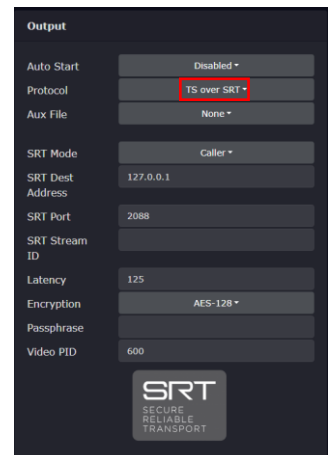 Output
Auto Start Disabled
Protocol TS over SRT
Aux File None
SRT Mode Caller
SRT Dest 127.0.0.1
Address
SRT Port 2088
SRT Stream
ID
Latency 125
Encryption AES-128
Passphrase
Video PID 600
SRT
SECURE
RELIABLE
TRANSPORT